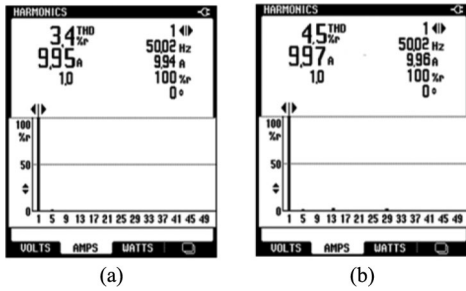 HARMONICS
3,4 THD %r
1
50,02 Hz
9,95 A
9,94 A
1,0
100 %r
0 °
100
%r
50
0
1 5 9 13 17 21 25 29 33 37 41 45 49
VOLTS AMPS WATTS
(a)
HARMONICS
4,5 THD %r
1
50,02 Hz
9,97 A
9,96 A
1,0
100 %r
0 °
100
%r
50
0
1 5 9 13 17 21 25 29 33 37 41 45 49
VOLTS AMPS WATTS
(b)